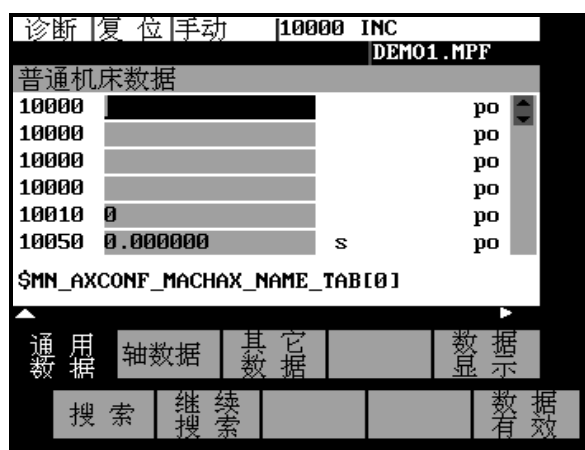 诊断 复 位 手动 10000 INC
DEMO1.MPF
普通机床数据
10000 po
10000 po
10000 po
10000 po
10010 0 po
10050 0.000000 s po
$MN_AXCONF_MACHAX_NAME_TAB[0]
通 用 数 据 轴数据 其 它 数 据 数 据 显 示
搜 索 继 续 搜 索 数 据 有 效